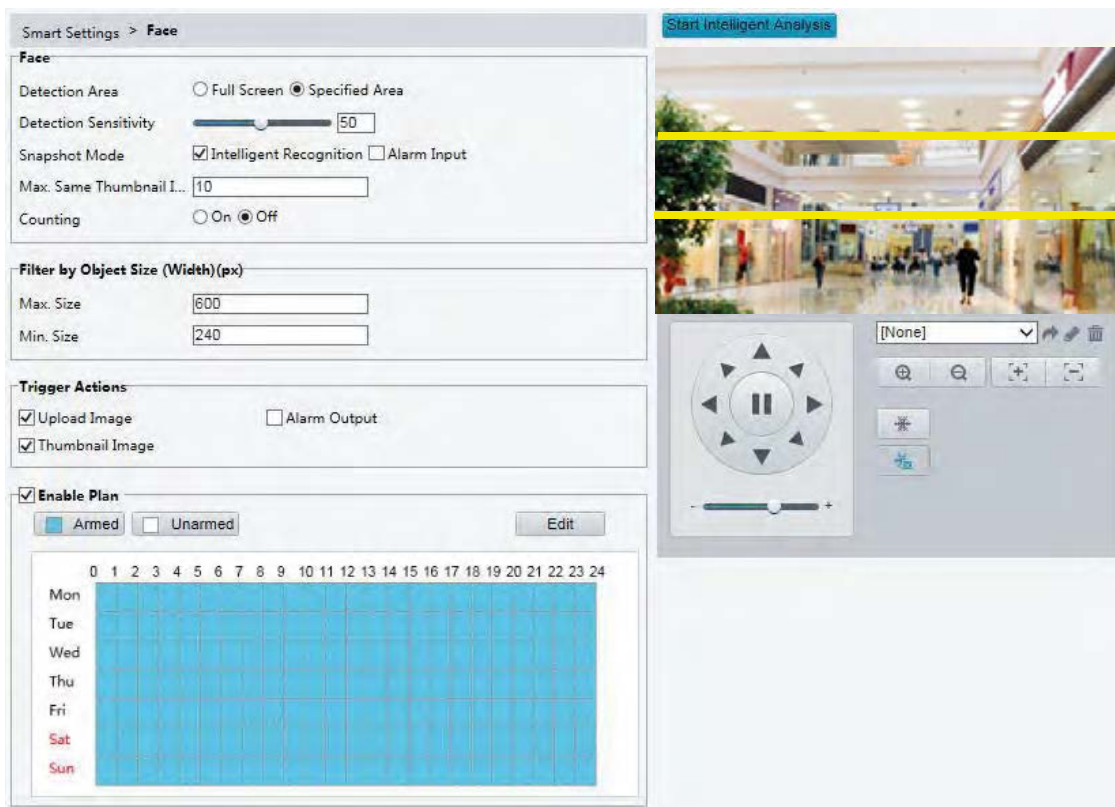 Smart Settings > Face
Start Intelligent Analysis
Face
Detection Area Full Screen Specified Area
Detection Sensitivity 50
Snapshot Mode Intelligent Recognition Alarm Input
Max. Same Thumbnail I... 10
Counting On Off
Filter by Object Size (Width)(px)
Max. Size 600
Min. Size 240
Trigger Actions
Upload Image Alarm Output
Thumbnail Image
Enable Plan
Armed Unarmed Edit
0 1 2 3 4 5 6 7 8 9 10 11 12 13 14 15 16 17 18 19 20 21 22 23 24
Mon
Tue
Wed
Thu
Fri
Sat
Sun
[None]
- +